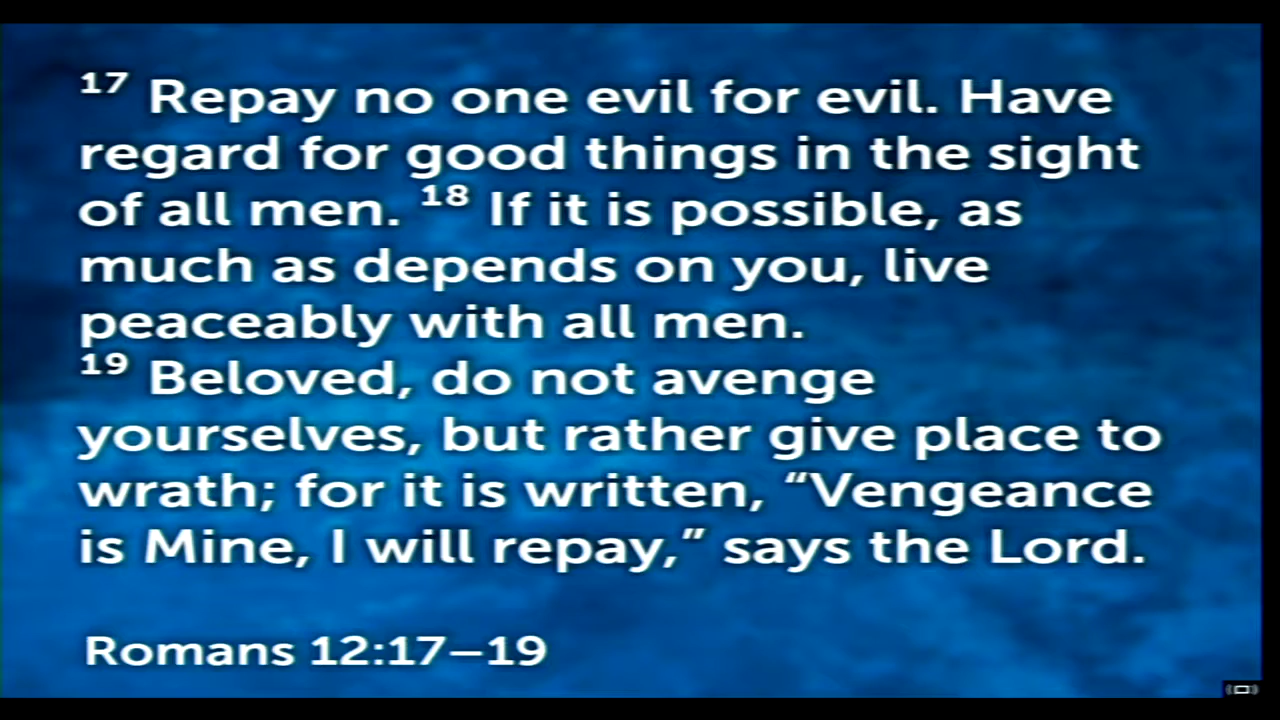 17 Repay no one evil for evil. Have
regard for good things in the sight
of all men. 18 If it is possible, as
much as depends on you, live
peaceably with all men.
19 Beloved, do not avenge
yourselves, but rather give place to
wrath; for it is written, “Vengeance
is Mine, I will repay,” says the Lord.
Romans 12:17–19